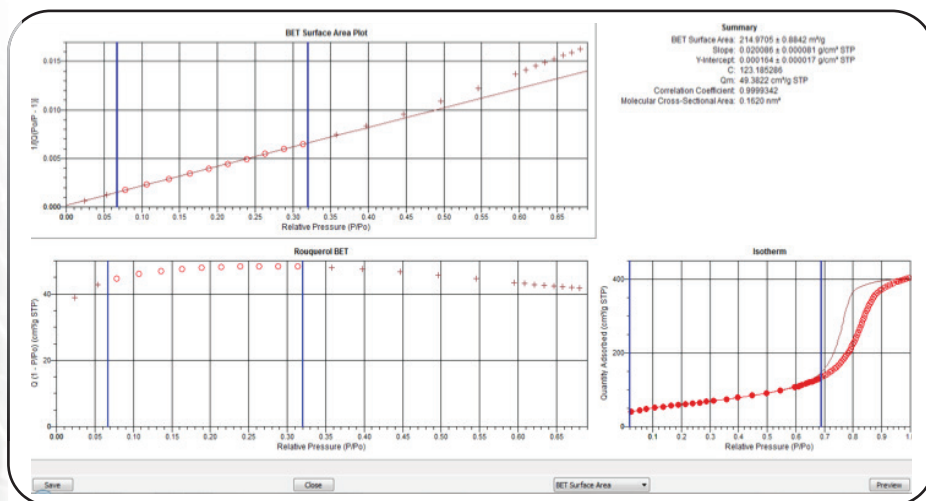 BET Surface Area Plot
1/[Q(Po/P - 1)]
0.015
0.010
0.005
0.000
0.00 0.05 0.10 0.15 0.20 0.25 0.30 0.35 0.40 0.45 0.50 0.55 0.60 0.65
Relative Pressure (P/Po)
Summary
BET Surface Area: 214.9705 ± 0.8842 m²/g
Slope: 0.020086 ± 0.000081 g/cm³ STP
Y-Intercept: 0.000164 ± 0.000017 g/cm³ STP
C: 123.185286
Qm: 49.3822 cm³/g STP
Correlation Coefficient: 0.9999342
Molecular Cross-Sectional Area: 0.1620 nm²
Rouquerol BET
Q (1 - P/Po) (cm³/g STP)
40
20
0
0.00 0.05 0.10 0.15 0.20 0.25 0.30 0.35 0.40 0.45 0.50 0.55 0.60 0.65
Relative Pressure (P/Po)
Isotherm
Quantity Adsorbed (cm³/g STP)
400
200
0
0.1 0.2 0.3 0.4 0.5 0.6 0.7 0.8 0.9 1.0
Relative Pressure (P/Po)
Save
Close
BET Surface Area
Preview